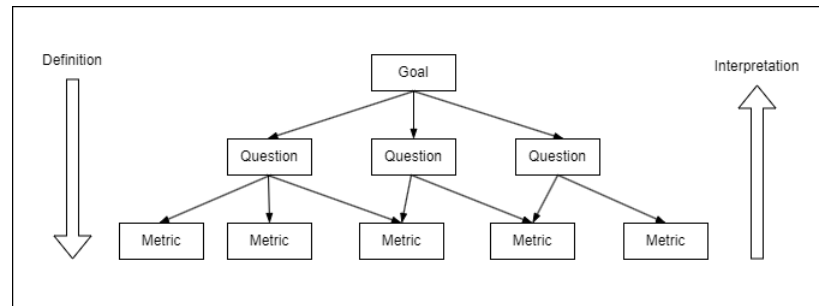 Definition
Goal
Interpretation
Question
Question
Question
Metric
Metric
Metric
Metric
Metric